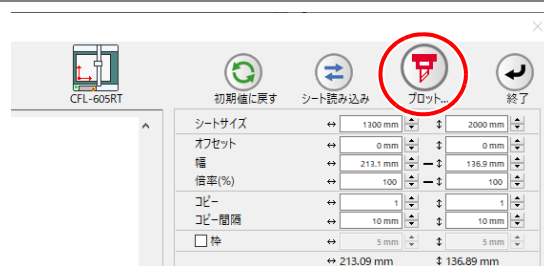 CFL-605RT
初期値に戻す シート読み込み プロット... 終了
シートサイズ ↔ 1300 mm ↕ 2000 mm
オフセット ↔ 0 mm ↕ 0 mm
幅 ↔ 213.1 mm ↕ 136.9 mm
倍率(%) ↔ 100 ↕ 100
コピー ↔ 1 ↕ 1
コピー間隔 ↔ 10 mm ↕ 10 mm
枠 ↔ 5 mm ↕ 5 mm
↔ 213.09 mm ↕ 136.89 mm